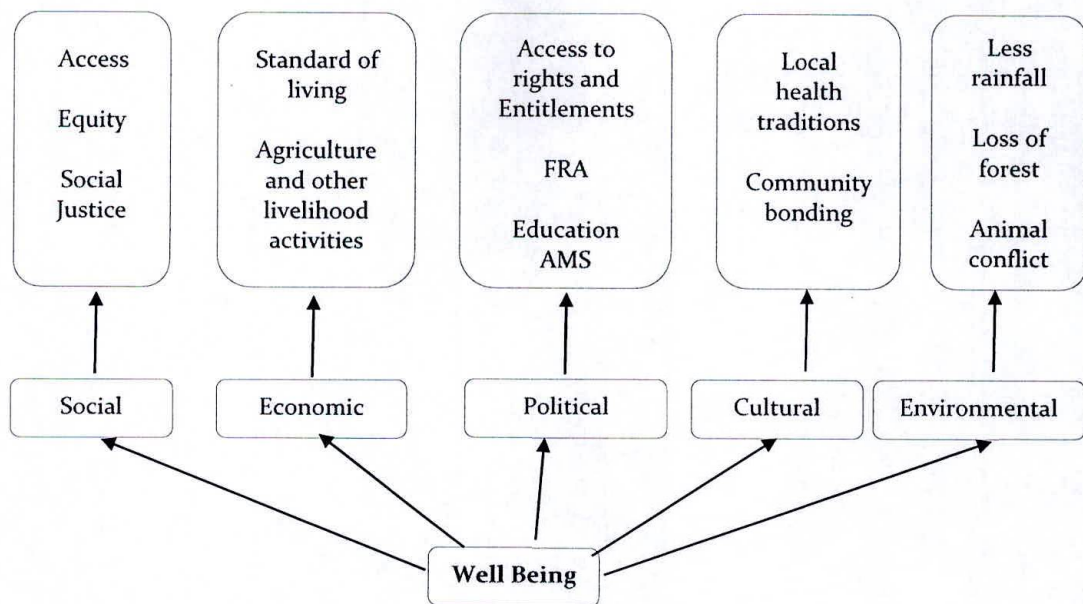 Access
Equity
Social
Justice
Standard of
living
Agriculture
and other
livelihood
activities
Access to
rights and
Entitlements
FRA
Education
AMS
Local
health
traditions
Community
bonding
Less
rainfall
Loss of
forest
Animal
conflict
Social
Economic
Political
Cultural
Environmental
Well Being